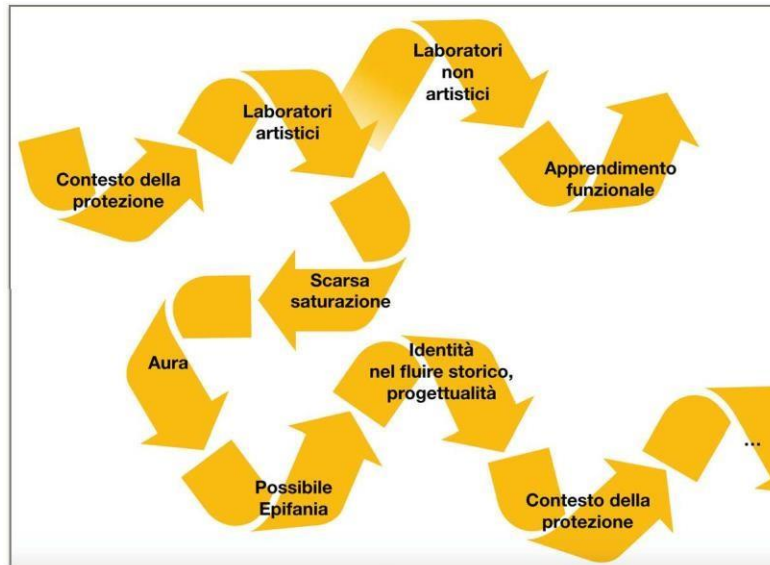 Contesto della
protezione
Laboratori
artistici
Laboratori
non
artistici
Apprendimento
funzionale
Scarsa
saturazione
Aura
Possibile
Epifania
Identità
nel fluire storico,
progettualità
Contesto della
protezione
...